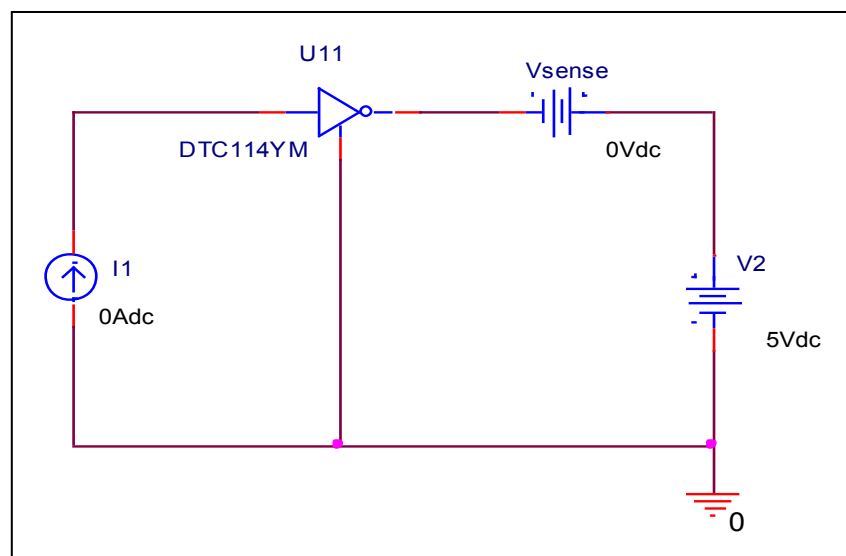 U11
Vsense
DTC114YM
0Vdc
I1
0Adc
V2
5Vdc
0